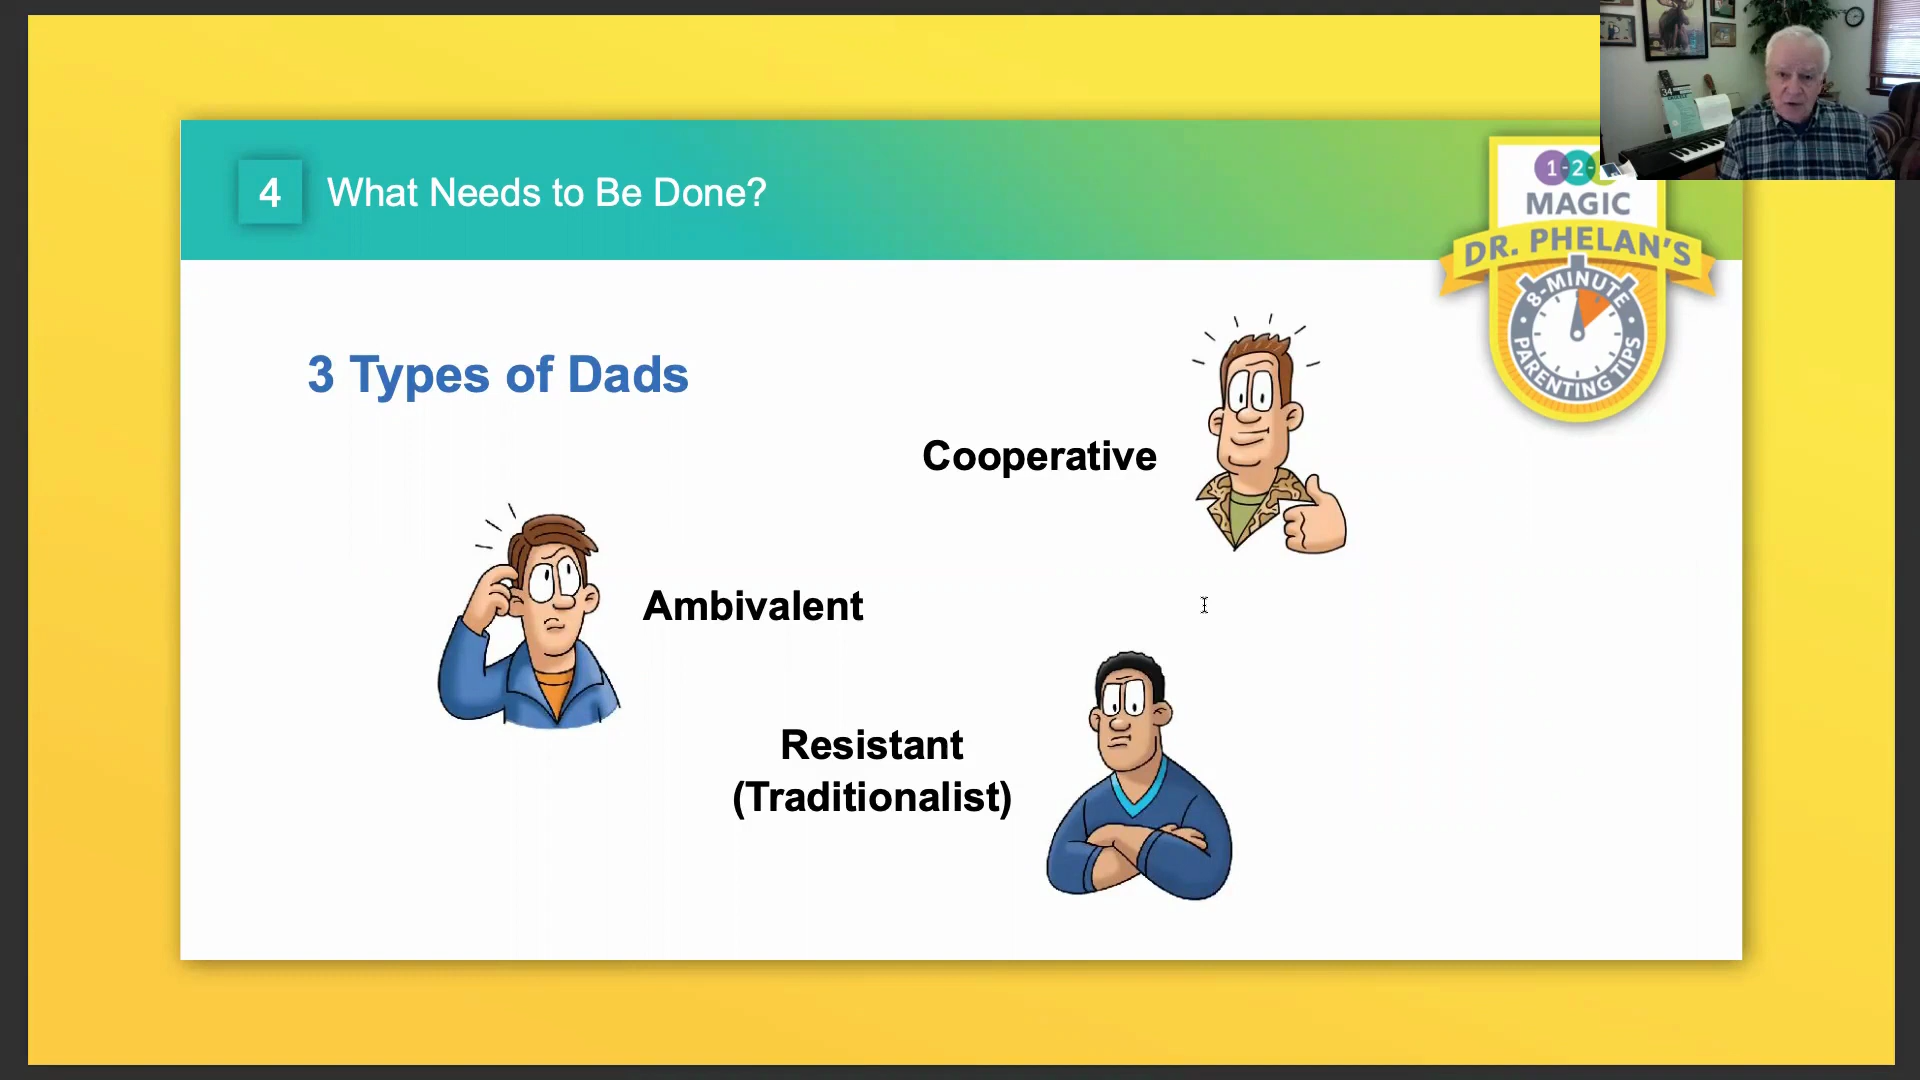 4 What Needs to Be Done?
1-2-
MAGIC
DR. PHELAN'S
8-MINUTE
PARENTING TIPS
3 Types of Dads
Cooperative
Ambivalent
Resistant
(Traditionalist)
34